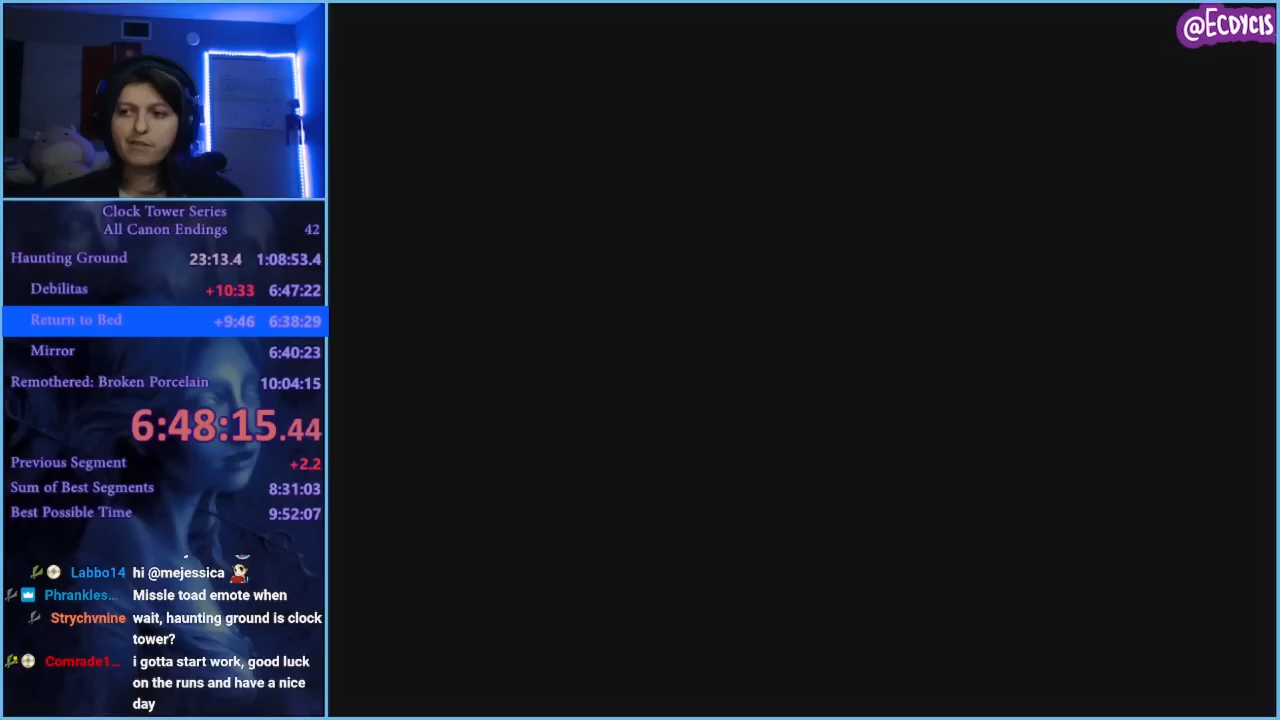 @ECDYCIS
Clock Tower Series
All Canon Endings 42
Haunting Ground 23:13.4 1:08:53.4
Debilitas +10:33 6:47:22
Return to Bed +9:46 6:38:29
Mirror 6:40:23
Remothered: Broken Porcelain 10:04:15
6:48:15.44
Previous Segment +2.2
Sum of Best Segments 8:31:03
Best Possible Time 9:52:07
Labbo14 hi @mejessica
Phrankles... Missle toad emote when
Strychvnine wait, haunting ground is clock
tower?
Comrade1... i gotta start work, good luck
on the runs and have a nice
day